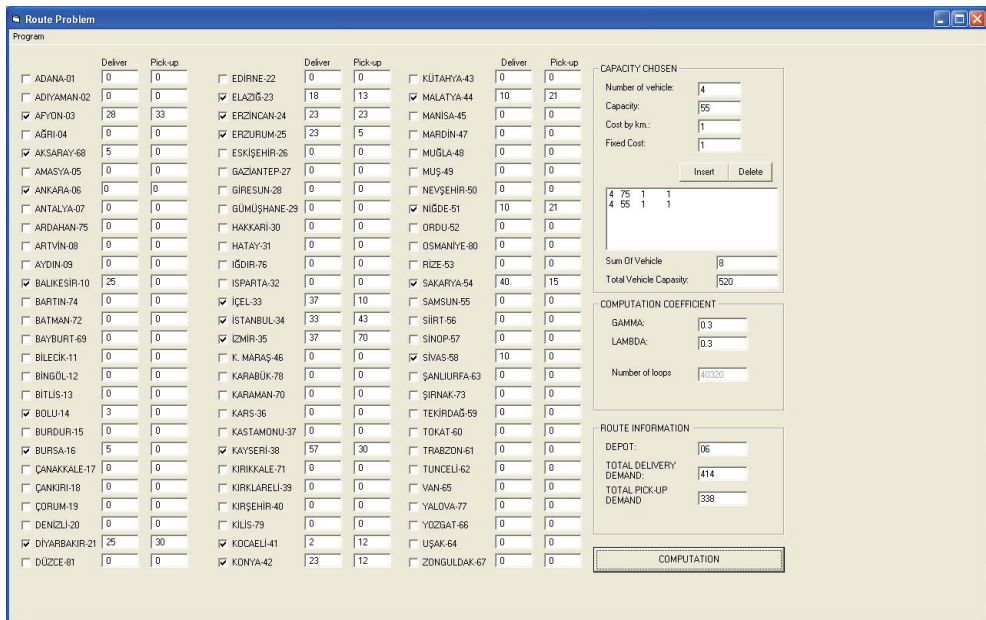 Route Problem
Program
Deliver Pick-up Deliver Pick-up Deliver Pick-up
ADANA-01 0 0
ADIYAMAN-02 0 0
AFYON-03 28 33
AĞRI-04 0 0
AKSARAY-68 5 0
AMASYA-05 0 0
ANKARA-06 0 0
ANTALYA-07 0 0
ARDAHAN-75 0 0
ARTVİN-08 0 0
AYDIN-09 0 0
BALIKESİR-10 25 0
BARTIN-74 0 0
BATMAN-72 0 0
BAYBURT-69 0 0
BİLECİK-11 0 0
BİNGÖL-12 0 0
BİTLİS-13 0 0
BOLU-14 3 0
BURDUR-15 0 0
BURSA-16 5 0
ÇANAKKALE-17 0 0
ÇANKIRI-18 0 0
ÇORUM-19 0 0
DENİZLİ-20 0 0
DİYARBAKIR-21 25 30
DÜZCE-81 0 0
EDİRNE-22 0 0
ELAZIĞ-23 18 13
ERZİNCAN-24 23 23
ERZURUM-25 23 5
ESKİŞEHİR-26 0 0
GAZİANTEP-27 0 0
GİRESUN-28 0 0
GÜMÜŞHANE-29 0 0
HAKKARİ-30 0 0
HATAY-31 0 0
IĞDIR-76 0 0
ISPARTA-32 0 0
İÇEL-33 37 10
İSTANBUL-34 33 43
İZMİR-35 37 70
K. MARAŞ-46 0 0
KARABÜK-78 0 0
KARAMAN-70 0 0
KARS-36 0 0
KASTAMONU-37 0 0
KAYSERİ-38 57 30
KIRIKKALE-71 0 0
KIRKLARELİ-39 0 0
KIRŞEHİR-40 0 0
KİLİS-79 0 0
KOCAELİ-41 2 12
KONYA-42 23 12
KÜTAHYA-43 0 0
MALATYA-44 10 21
MANİSA-45 0 0
MARDİN-47 0 0
MUĞLA-48 0 0
MUŞ-49 0 0
NEVŞEHİR-50 0 0
NİĞDE-51 10 21
ORDU-52 0 0
OSMANİYE-80 0 0
RİZE-53 0 0
SAKARYA-54 40 15
SAMSUN-55 0 0
SİİRT-56 0 0
SİNOP-57 0 0
SİVAS-58 10 0
ŞANLIURFA-63 0 0
ŞIRNAK-73 0 0
TEKİRDAĞ-59 0 0
TOKAT-60 0 0
TRABZON-61 0 0
TUNCELİ-62 0 0
VAN-65 0 0
YALOVA-77 0 0
YOZGAT-66 0 0
UŞAK-64 0 0
ZONGULDAK-67 0 0
CAPACITY CHOSEN
Number of vehicle: 4
Capacity: 55
Cost by km.: 1
Fixed Cost: 1
Insert Delete
4 75 1 1
4 55 1 1
Sum Of Vehicle 8
Total Vehicle Capacity: 520
COMPUTATION COEFFICIENT
GAMMA: 0.3
LAMBDA: 0.3
Number of loops 40320
ROUTE INFORMATION
DEPOT: 06
TOTAL DELIVERY
DEMAND: 414
TOTAL PICK-UP
DEMAND 338
COMPUTATION